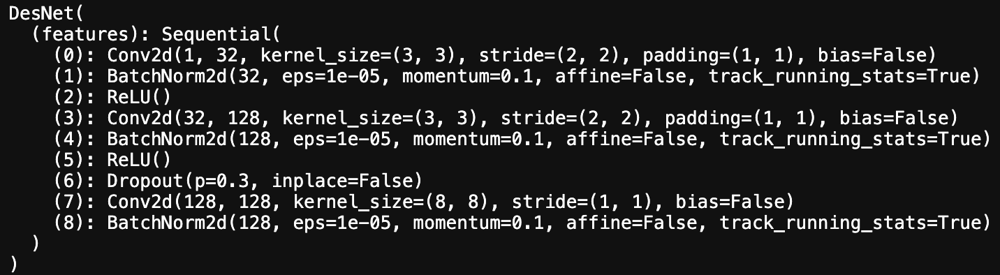 DesNet(
  (features): Sequential(
    (0): Conv2d(1, 32, kernel_size=(3, 3), stride=(2, 2), padding=(1, 1), bias=False)
    (1): BatchNorm2d(32, eps=1e-05, momentum=0.1, affine=False, track_running_stats=True)
    (2): ReLU()
    (3): Conv2d(32, 128, kernel_size=(3, 3), stride=(2, 2), padding=(1, 1), bias=False)
    (4): BatchNorm2d(128, eps=1e-05, momentum=0.1, affine=False, track_running_stats=True)
    (5): ReLU()
    (6): Dropout(p=0.3, inplace=False)
    (7): Conv2d(128, 128, kernel_size=(8, 8), stride=(1, 1), bias=False)
    (8): BatchNorm2d(128, eps=1e-05, momentum=0.1, affine=False, track_running_stats=True)
  )
)